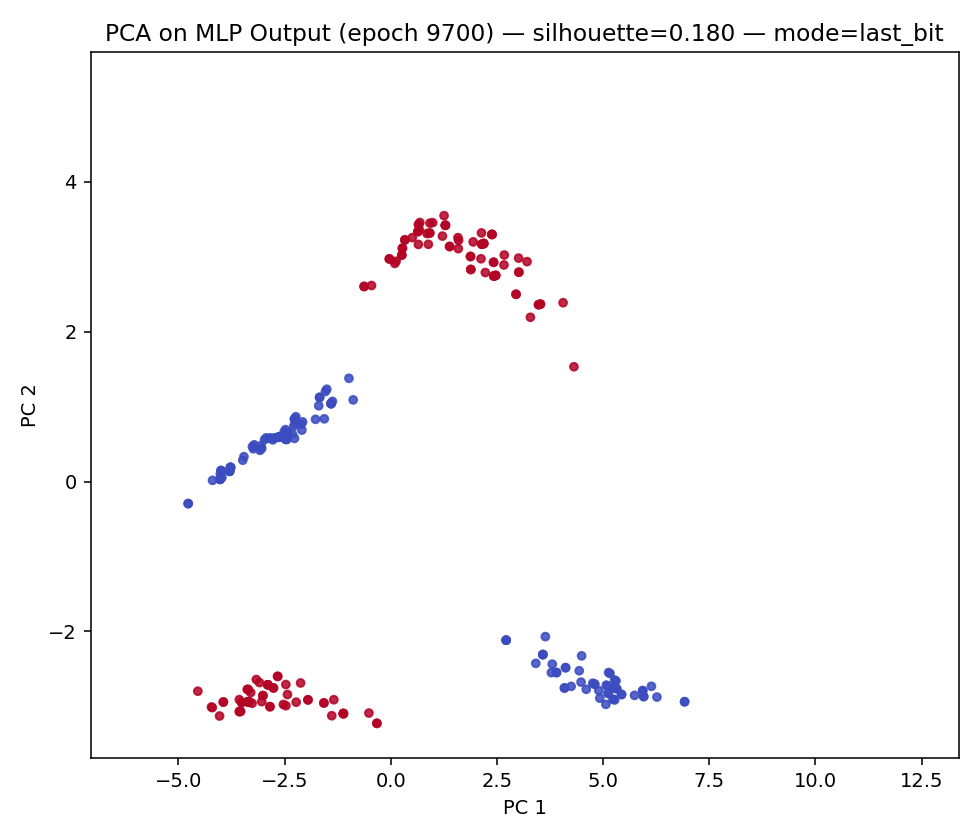 PCA on MLP Output (epoch 9700) — silhouette=0.180 — mode=last_bit
PC 2
4
2
0
−2
−5.0 −2.5 0.0 2.5 5.0 7.5 10.0 12.5
PC 1